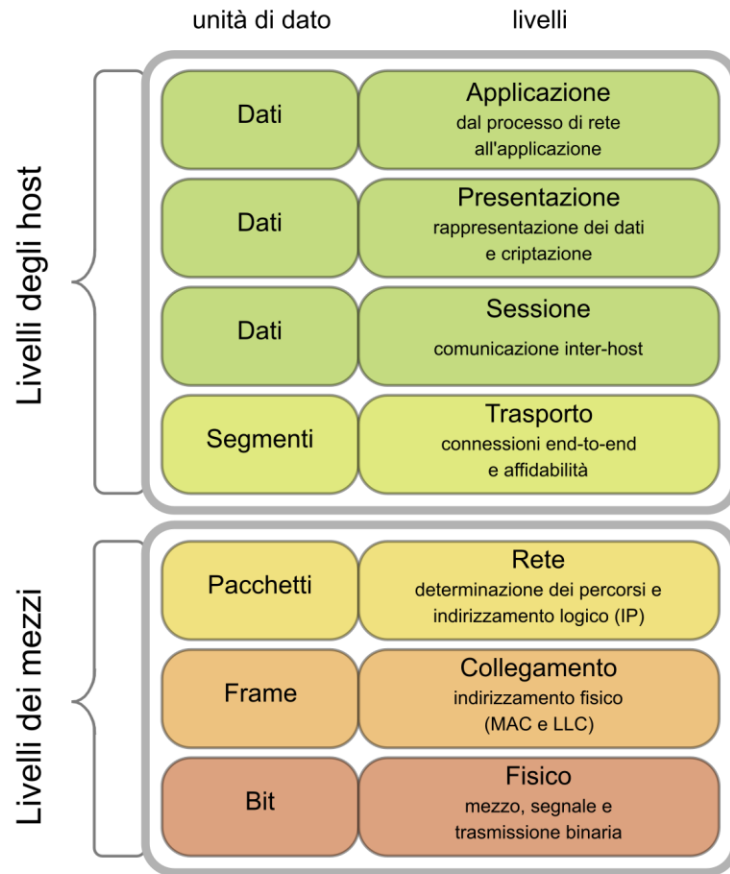 unità di dato
livelli
Livelli degli host
Dati
Applicazione
dal processo di rete
all'applicazione
Dati
Presentazione
rappresentazione dei dati
e criptazione
Dati
Sessione
comunicazione inter-host
Segmenti
Trasporto
connessioni end-to-end
e affidabilità
Livelli dei mezzi
Pacchetti
Rete
determinazione dei percorsi e
indirizzamento logico (IP)
Frame
Collegamento
indirizzamento fisico
(MAC e LLC)
Bit
Fisico
mezzo, segnale e
trasmissione binaria